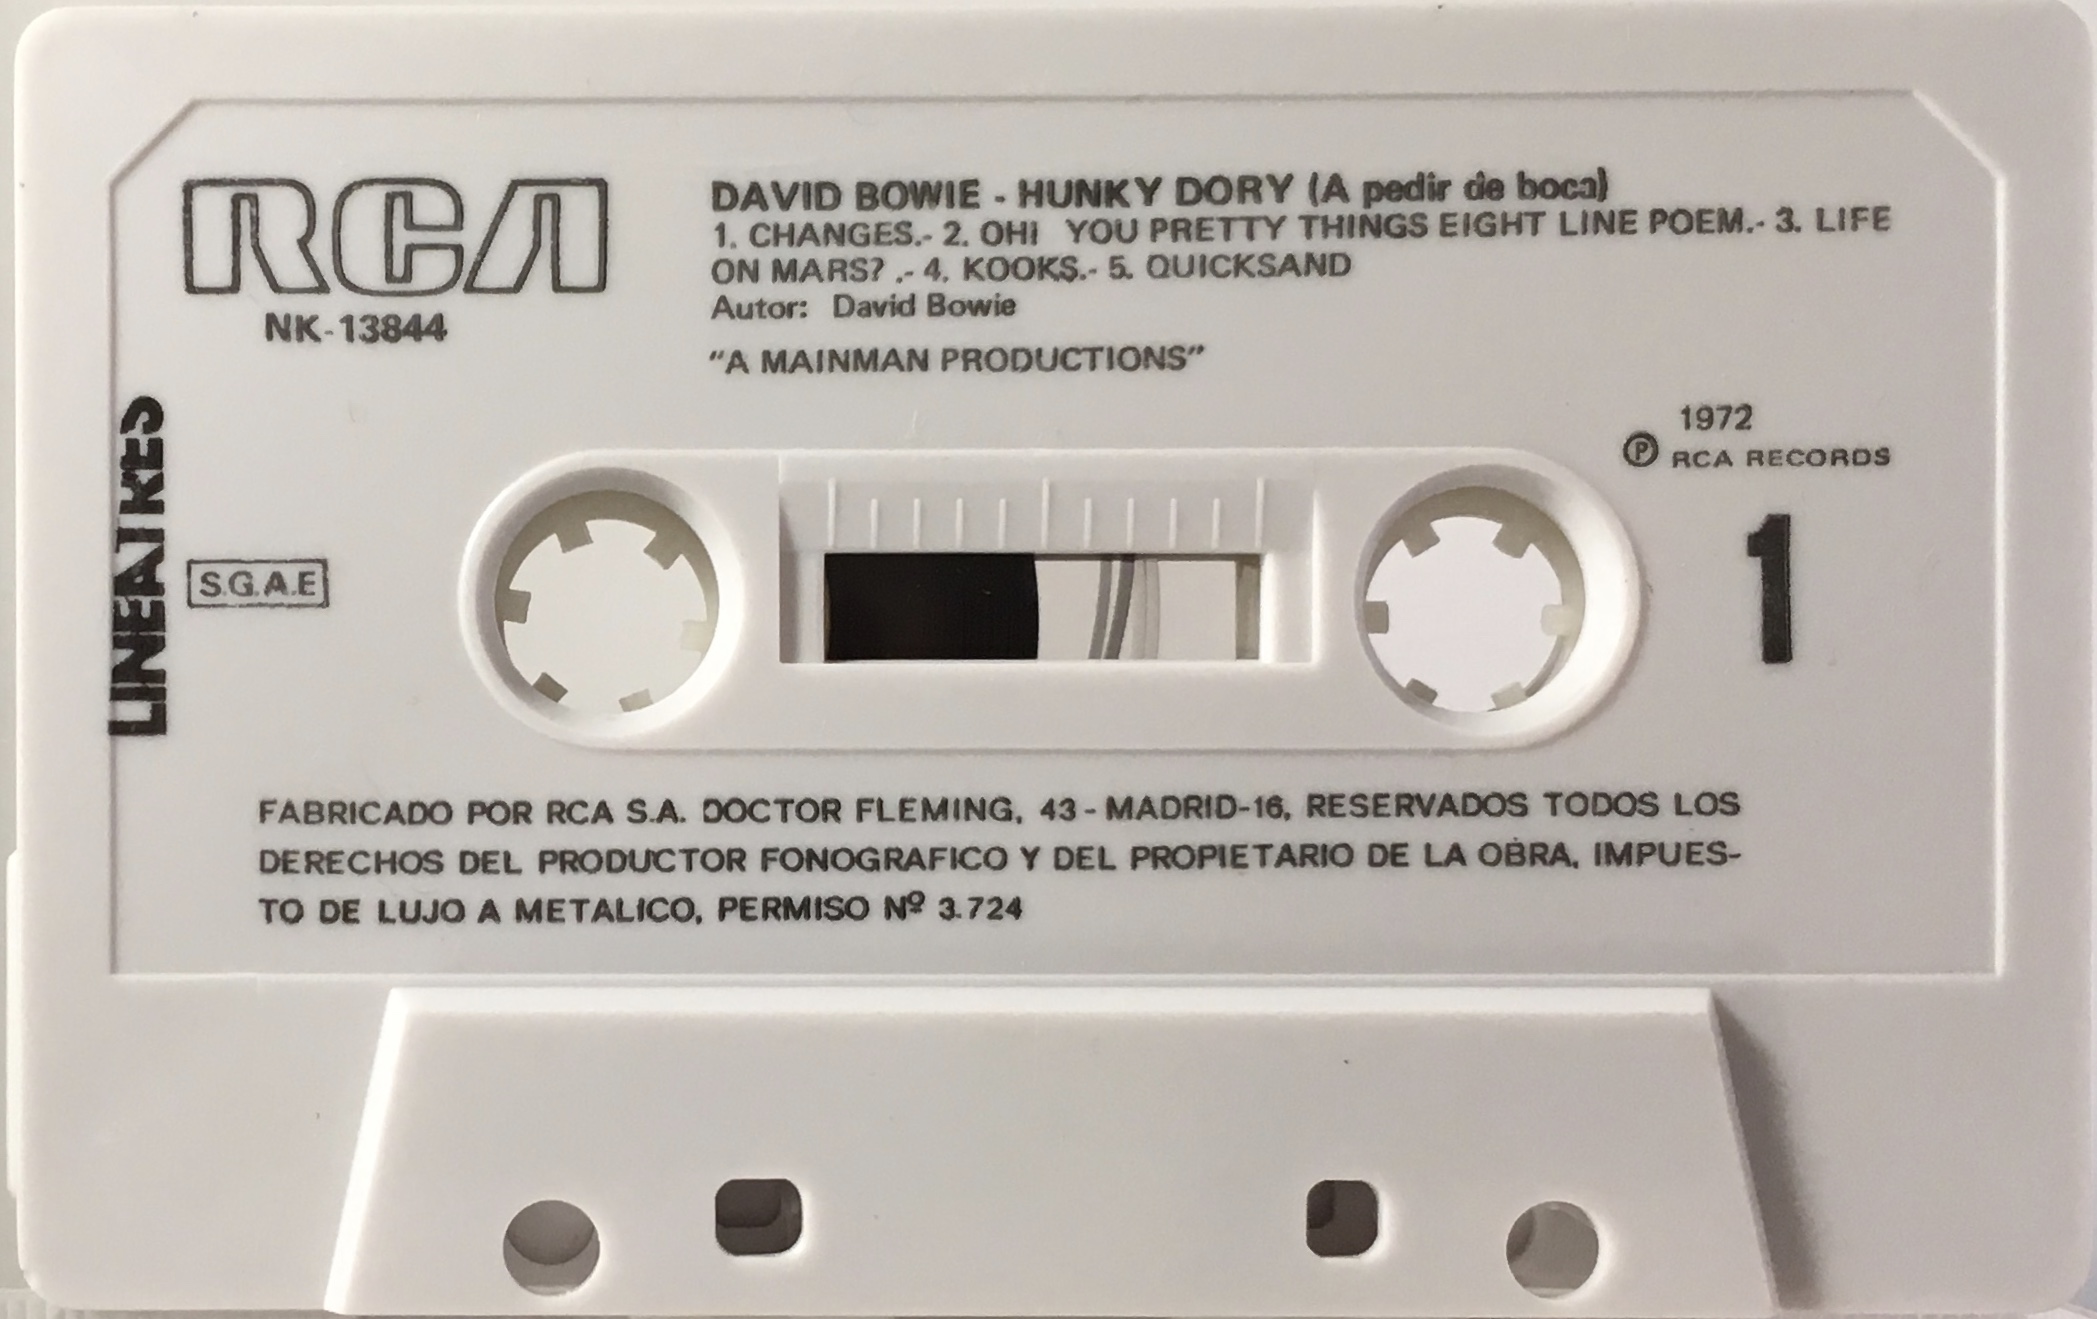 RCA
NK-13844
DAVID BOWIE - HUNKY DORY (A pedir de boca)
1. CHANGES.- 2. OH! YOU PRETTY THINGS EIGHT LINE POEM.- 3. LIFE
ON MARS? .- 4. KOOKS.- 5. QUICKSAND
Autor: David Bowie
"A MAINMAN PRODUCTIONS"
1972
Ⓟ RCA RECORDS
LINEATRES
S.G.A.E
1
FABRICADO POR RCA S.A. DOCTOR FLEMING, 43 - MADRID-16, RESERVADOS TODOS LOS
DERECHOS DEL PRODUCTOR FONOGRAFICO Y DEL PROPIETARIO DE LA OBRA, IMPUES-
TO DE LUJO A METALICO, PERMISO Nº 3.724